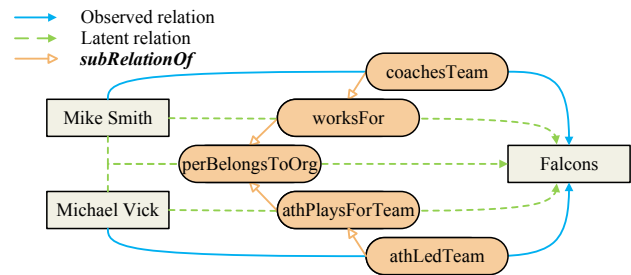 Observed relation
Latent relation
subRelationOf
coachesTeam
Mike Smith
worksFor
perBelongsToOrg
Falcons
Michael Vick
athPlaysForTeam
athLedTeam